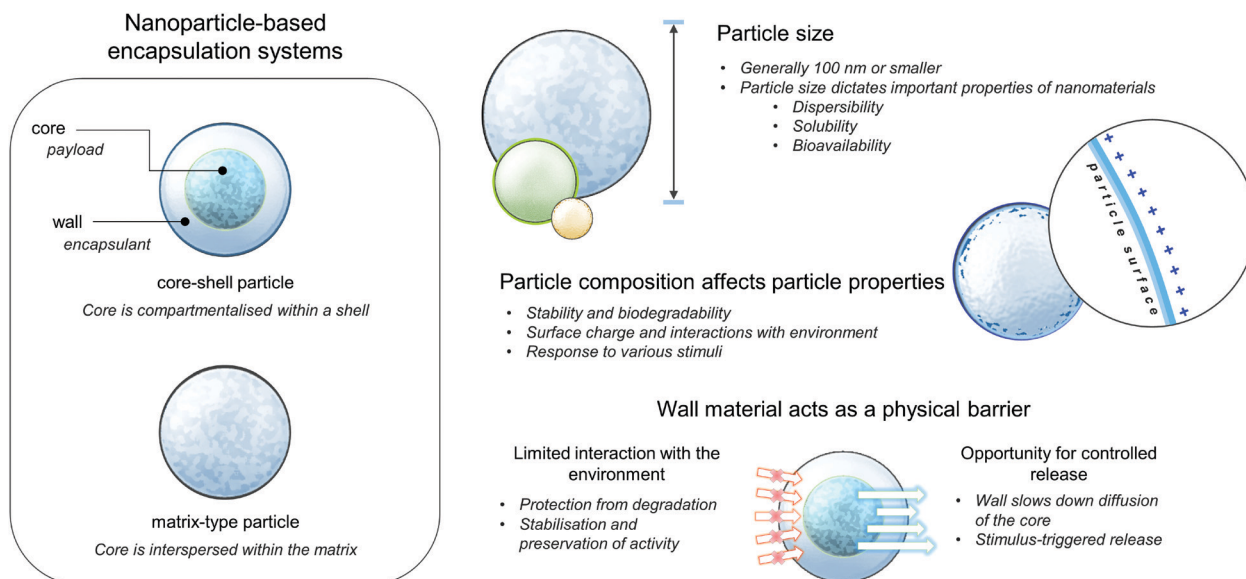 Nanoparticle-based
encapsulation systems
core
payload
wall
encapsulant
core-shell particle
Core is compartmentalised within a shell
matrix-type particle
Core is interspersed within the matrix
Particle size
• Generally 100 nm or smaller
• Particle size dictates important properties of nanomaterials
• Dispersibility
• Solubility
• Bioavailability
particle surface
+ + + + + + + + + + +
Particle composition affects particle properties
• Stability and biodegradability
• Surface charge and interactions with environment
• Response to various stimuli
Wall material acts as a physical barrier
Limited interaction with the
environment
• Protection from degradation
• Stabilisation and
preservation of activity
Opportunity for controlled
release
• Wall slows down diffusion
of the core
• Stimulus-triggered release